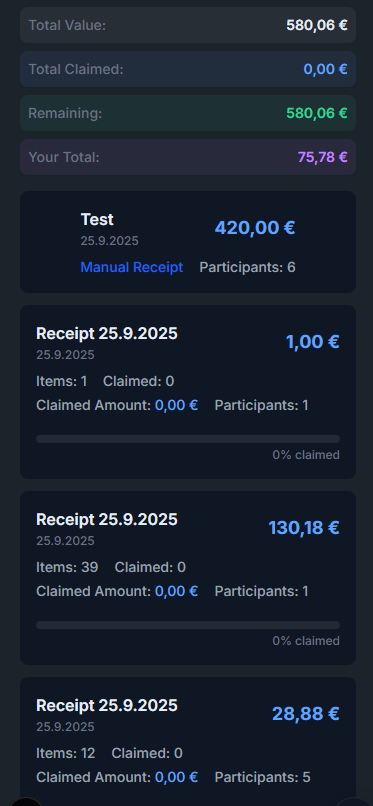 Total Value: 580,06 €
Total Claimed: 0,00 €
Remaining: 580,06 €
Your Total: 75,78 €
Test 420,00 €
25.9.2025
Manual Receipt Participants: 6
Receipt 25.9.2025 1,00 €
25.9.2025
Items: 1 Claimed: 0
Claimed Amount: 0,00 € Participants: 1
0% claimed
Receipt 25.9.2025 130,18 €
25.9.2025
Items: 39 Claimed: 0
Claimed Amount: 0,00 € Participants: 1
0% claimed
Receipt 25.9.2025 28,88 €
25.9.2025
Items: 12 Claimed: 0
Claimed Amount: 0,00 € Participants: 5